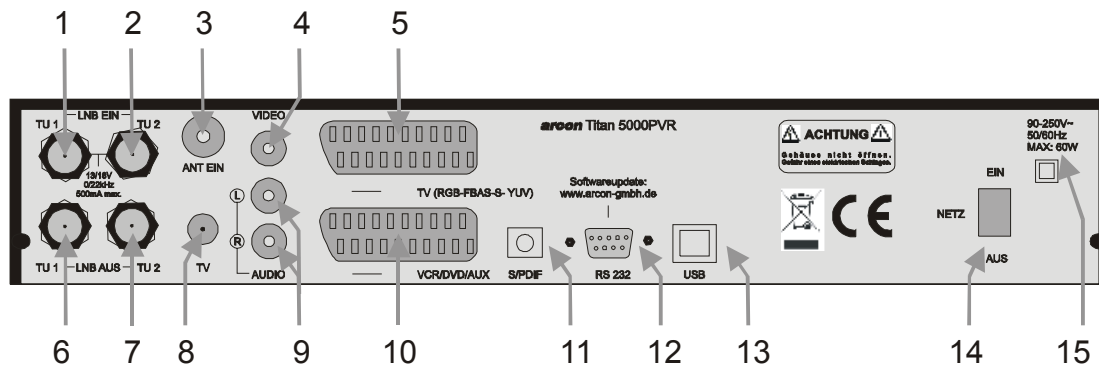 1 2 3 4 5
LNB EIN
TU 1 TU 2
13/18V
0/22kHz
500mA max.
ANT EIN
VIDEO
arcon Titan 5000PVR
ACHTUNG
Gehäuse nicht öffnen.
90-250V~
50/60Hz
MAX: 60W
EIN
NETZ
AUS
TV (RGB-FBAS-S- YUV)
Softwareupdate:
www.arcon-gmbh.de
L
R
AUDIO
TU 1 LNB AUS TU 2
TV
VCR/DVD/AUX
S/PDIF
RS 232
USB
CE
6 7 8 9 10 11 12 13 14 15